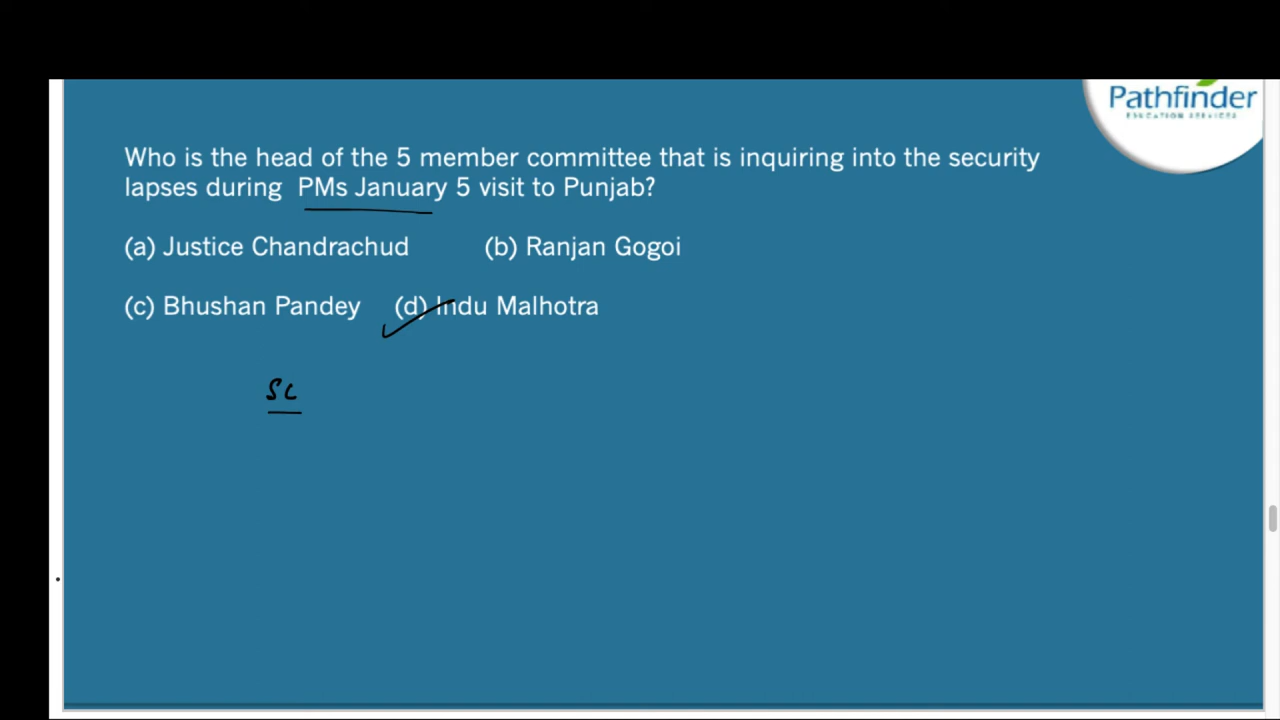 Pathfinder
EDUCATION SERVICES
Who is the head of the 5 member committee that is inquiring into the security
lapses during PMs January 5 visit to Punjab?
(a) Justice Chandrachud (b) Ranjan Gogoi
(c) Bhushan Pandey (d) Indu Malhotra
SC